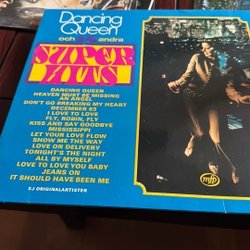 Dancing
Queen
och andra
SUPER
HITS
DANCING QUEEN
HEAVEN MUST BE MISSING
AN ANGEL
DON'T GO BREAKING MY HEART
DECEMBER 63
I LOVE TO LOVE
FLY, ROBIN, FLY
KISS AND SAY GOODBYE
MISSISSIPPI
LET YOUR LOVE FLOW
SHOW ME THE WAY
LOVE ON DELIVERY
TONIGHT'S THE NIGHT
ALL BY MYSELF
LOVE TO LOVE YOU BABY
JEANS ON
IT SHOULD HAVE BEEN ME
EJ ORIGINALARTISTER
mfp